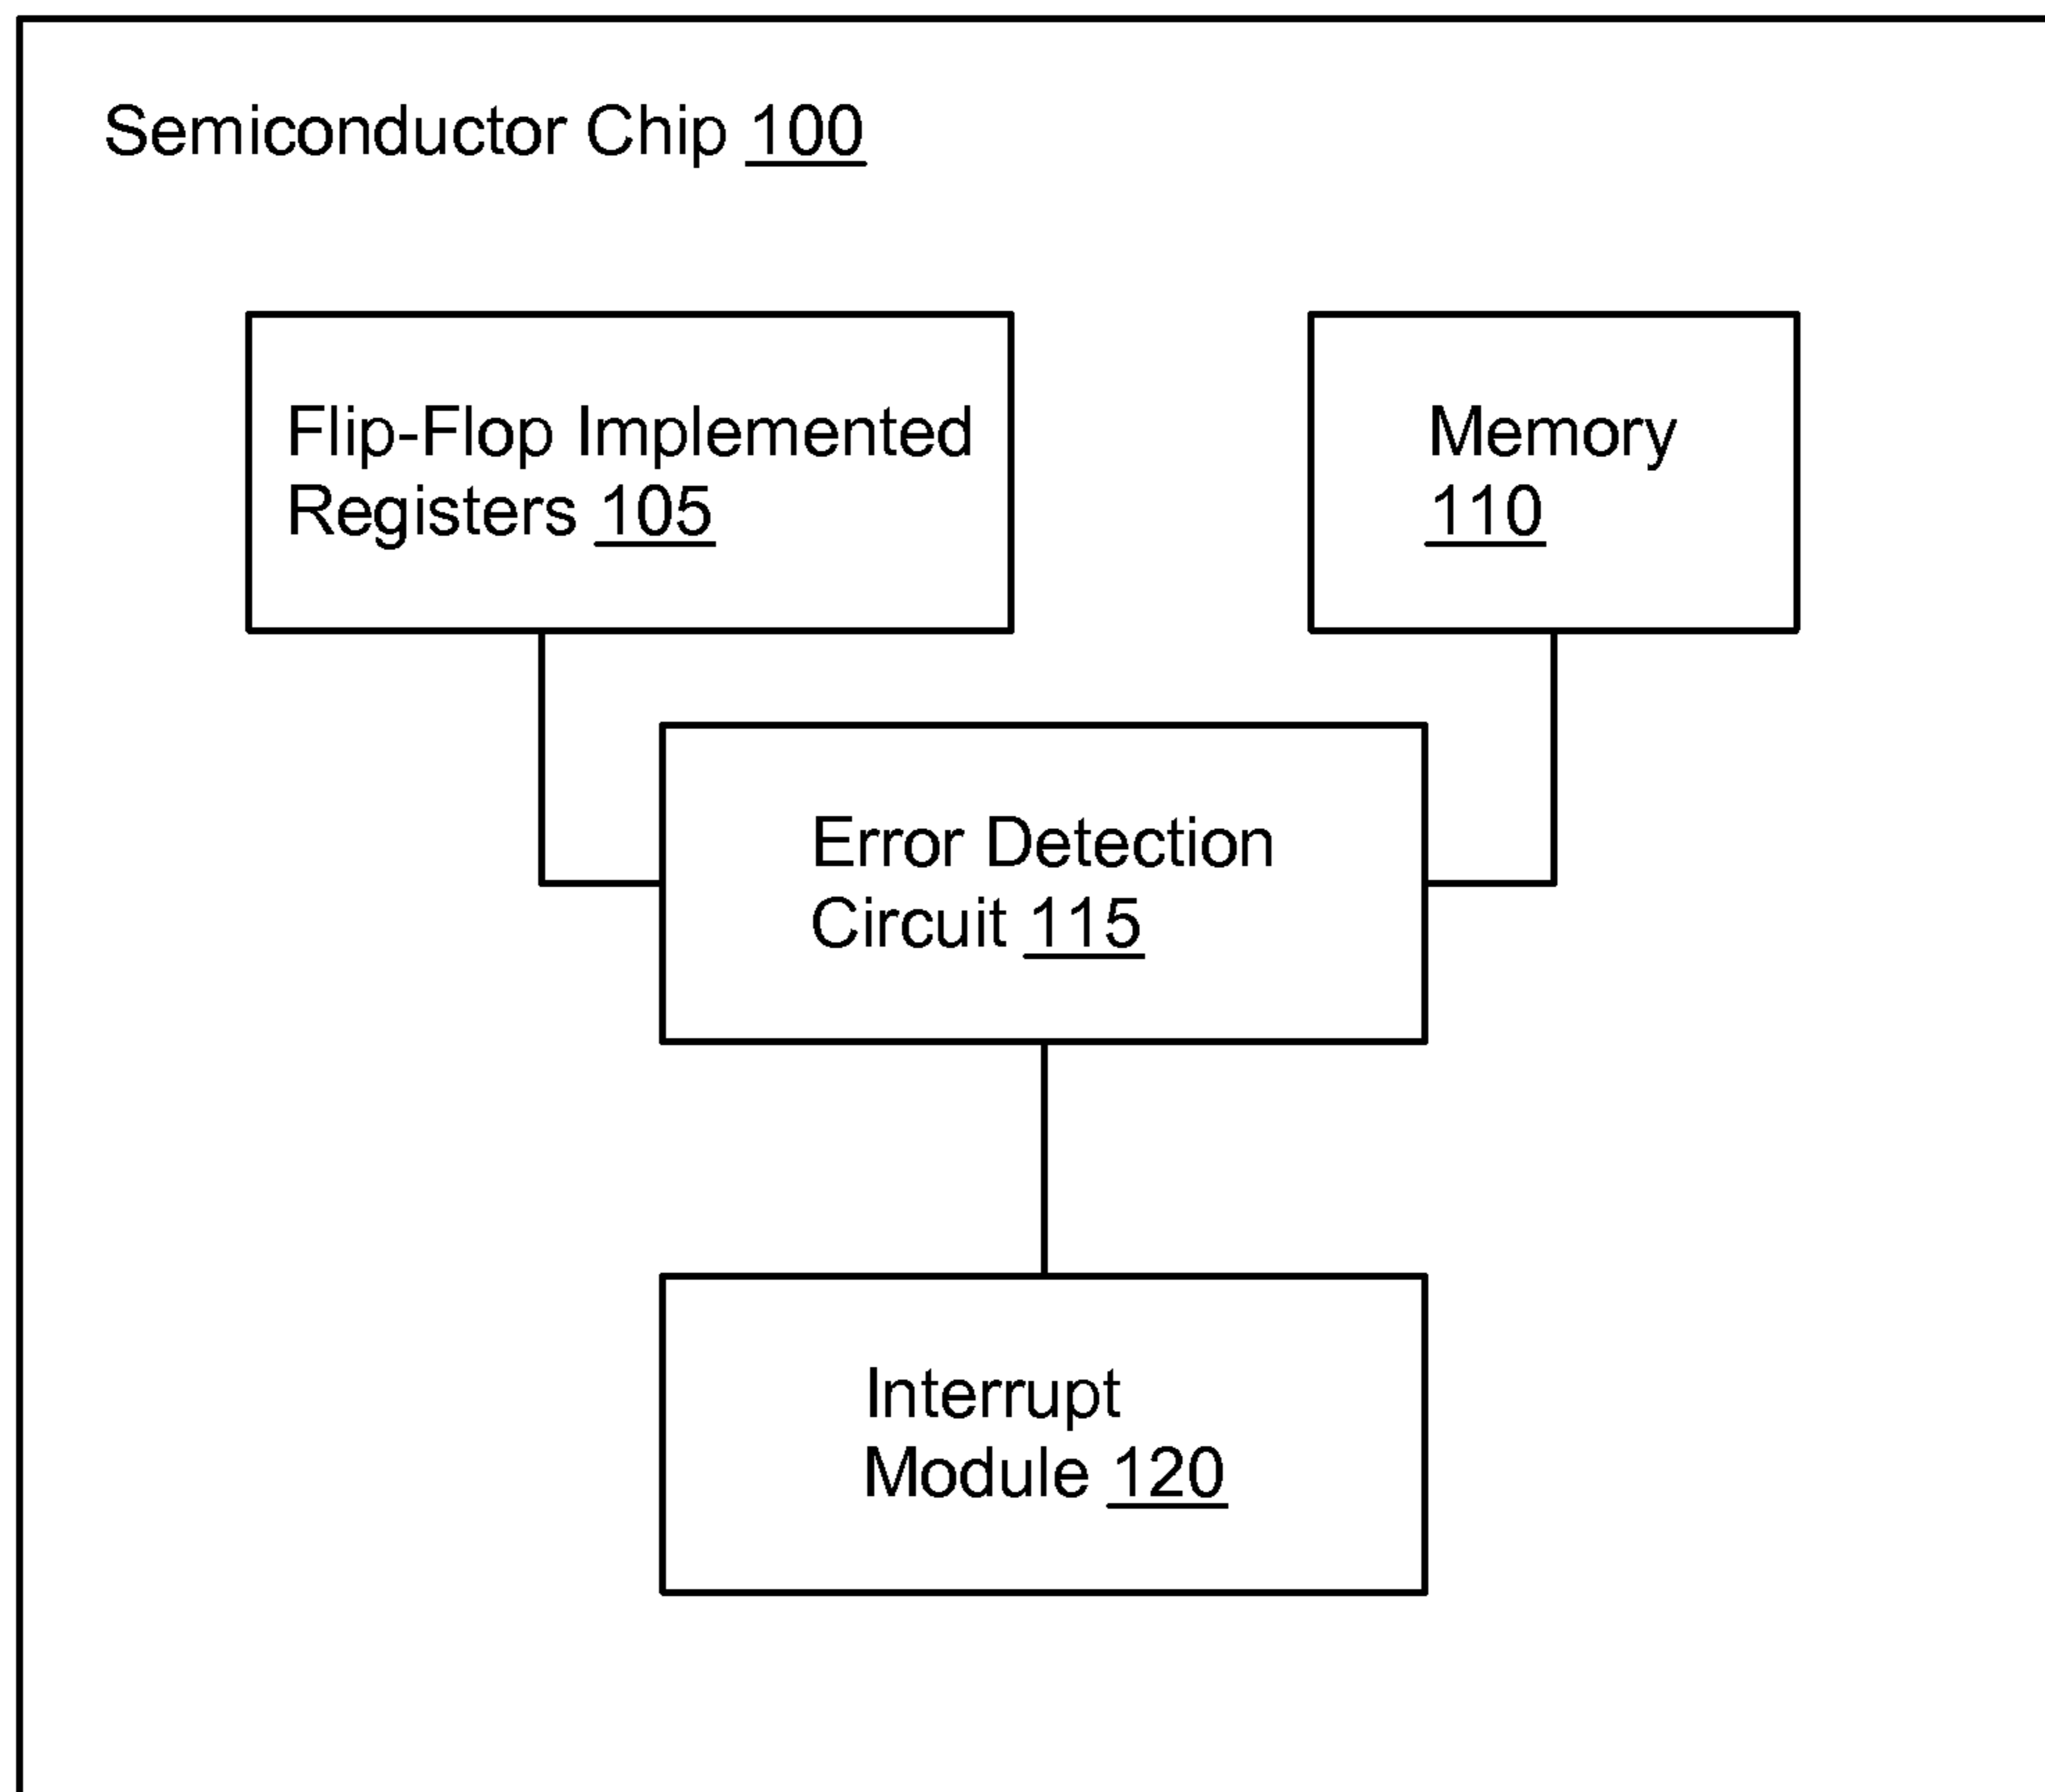 Semiconductor Chip 100
Flip-Flop Implemented
Registers 105
Memory
110
Error Detection
Circuit 115
Interrupt
Module 120